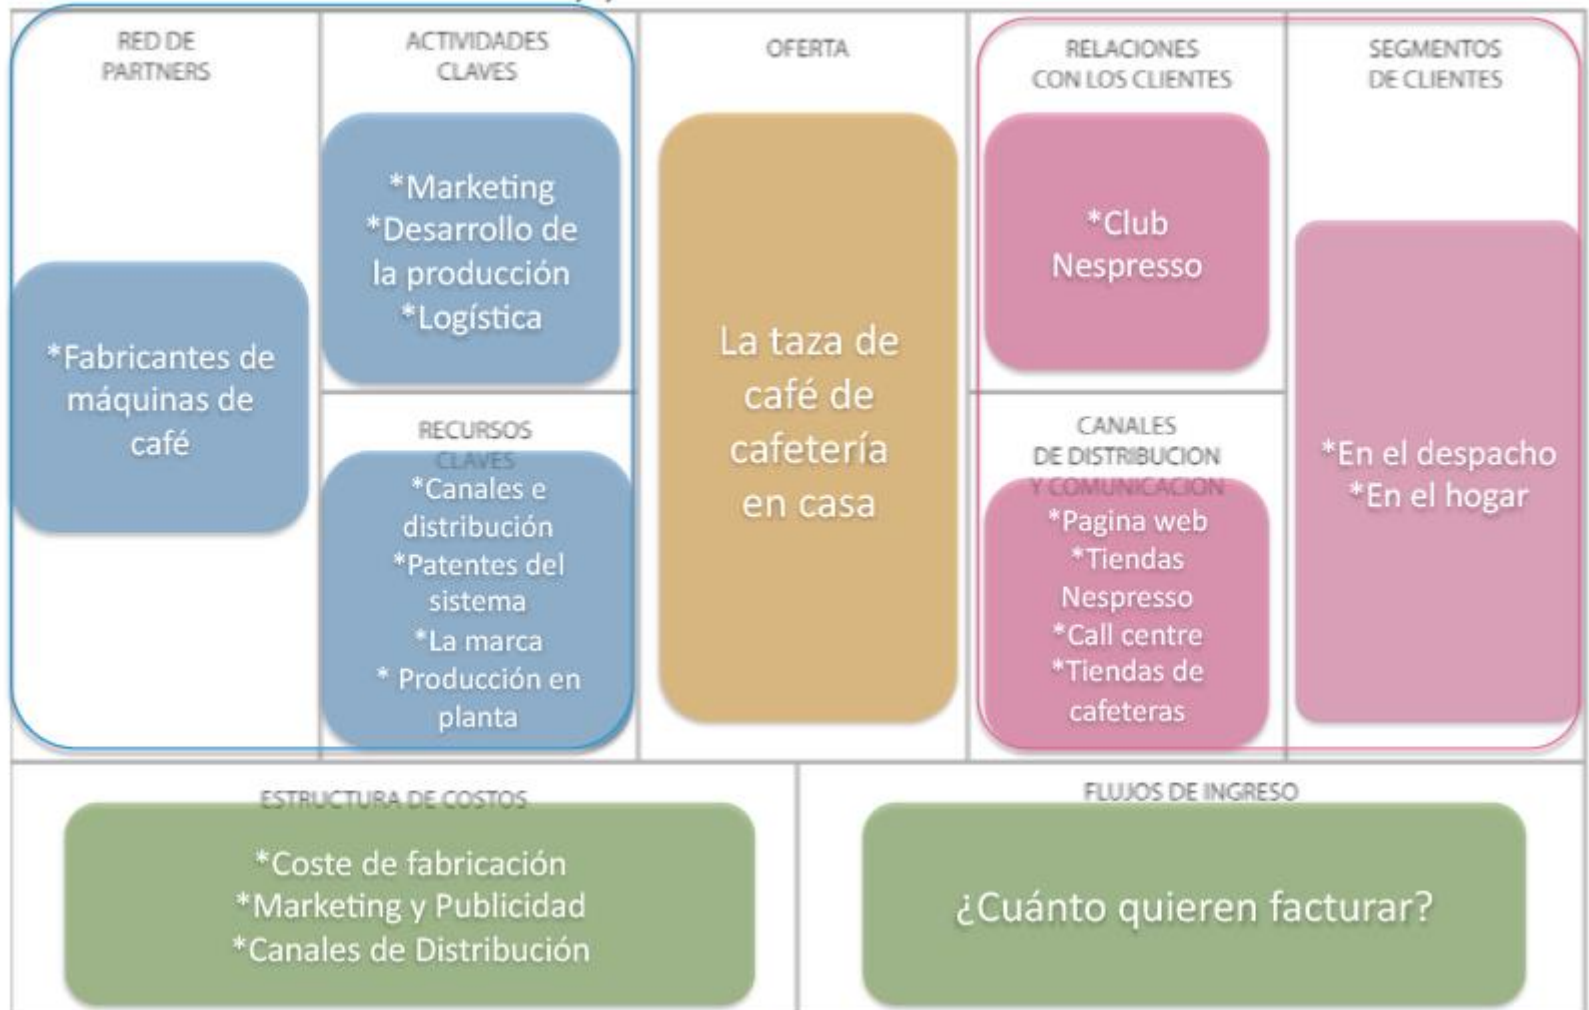 RED DE
PARTNERS
*Fabricantes de
máquinas de
café
ACTIVIDADES
CLAVES
*Marketing
*Desarrollo de
la producción
*Logística
RECURSOS
CLAVES
*Canales e
distribución
*Patentes del
sistema
*La marca
* Producción en
planta
OFERTA
La taza de
café de
cafetería
en casa
RELACIONES
CON LOS CLIENTES
*Club
Nespresso
CANALES
DE DISTRIBUCION
Y COMUNICACION
*Pagina web
*Tiendas
Nespresso
*Call centre
*Tiendas de
cafeteras
SEGMENTOS
DE CLIENTES
*En el despacho
*En el hogar
ESTRUCTURA DE COSTOS
*Coste de fabricación
*Marketing y Publicidad
*Canales de Distribución
FLUJOS DE INGRESO
¿Cuánto quieren facturar?